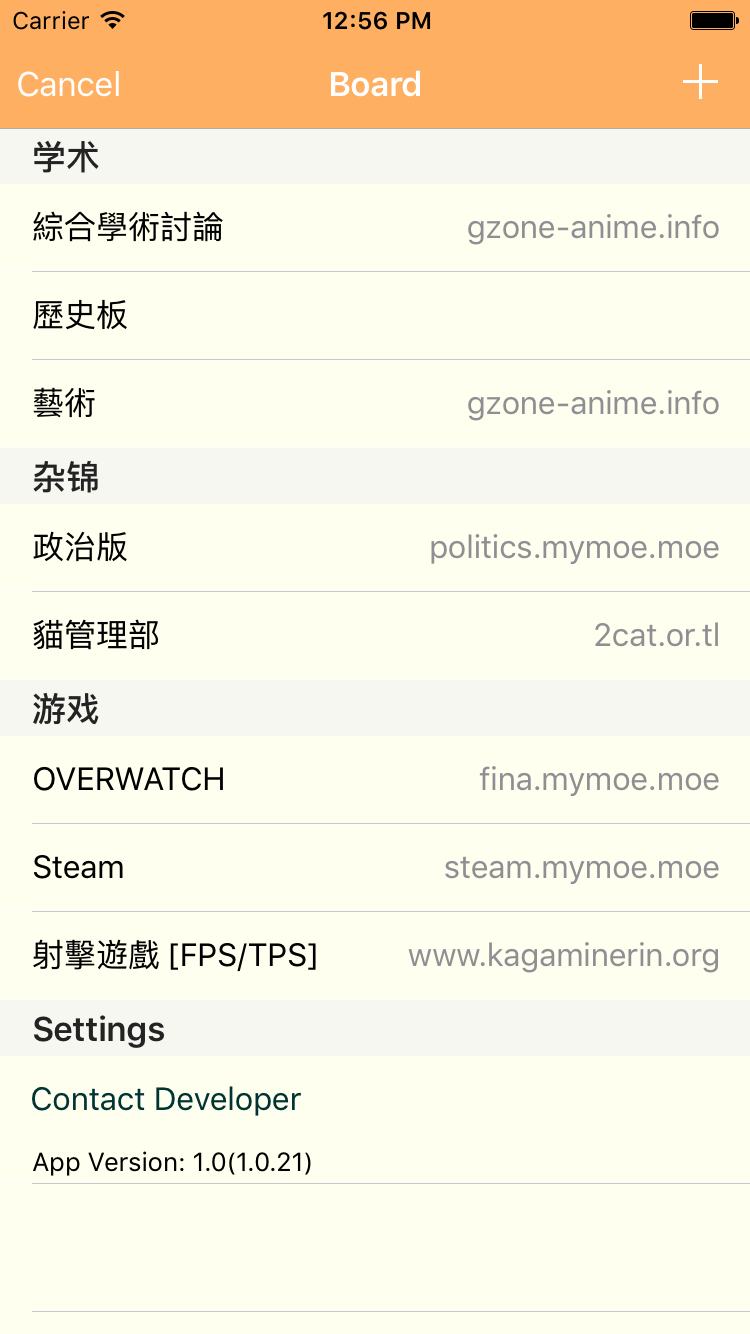 Carrier 12:56 PM
Cancel Board +
学术
綜合學術討論 gzone-anime.info
歷史板
藝術 gzone-anime.info
杂锦
政治版 politics.mymoe.moe
貓管理部 2cat.or.tl
游戏
OVERWATCH fina.mymoe.moe
Steam steam.mymoe.moe
射擊遊戲 [FPS/TPS] www.kagaminerin.org
Settings
Contact Developer
App Version: 1.0(1.0.21)